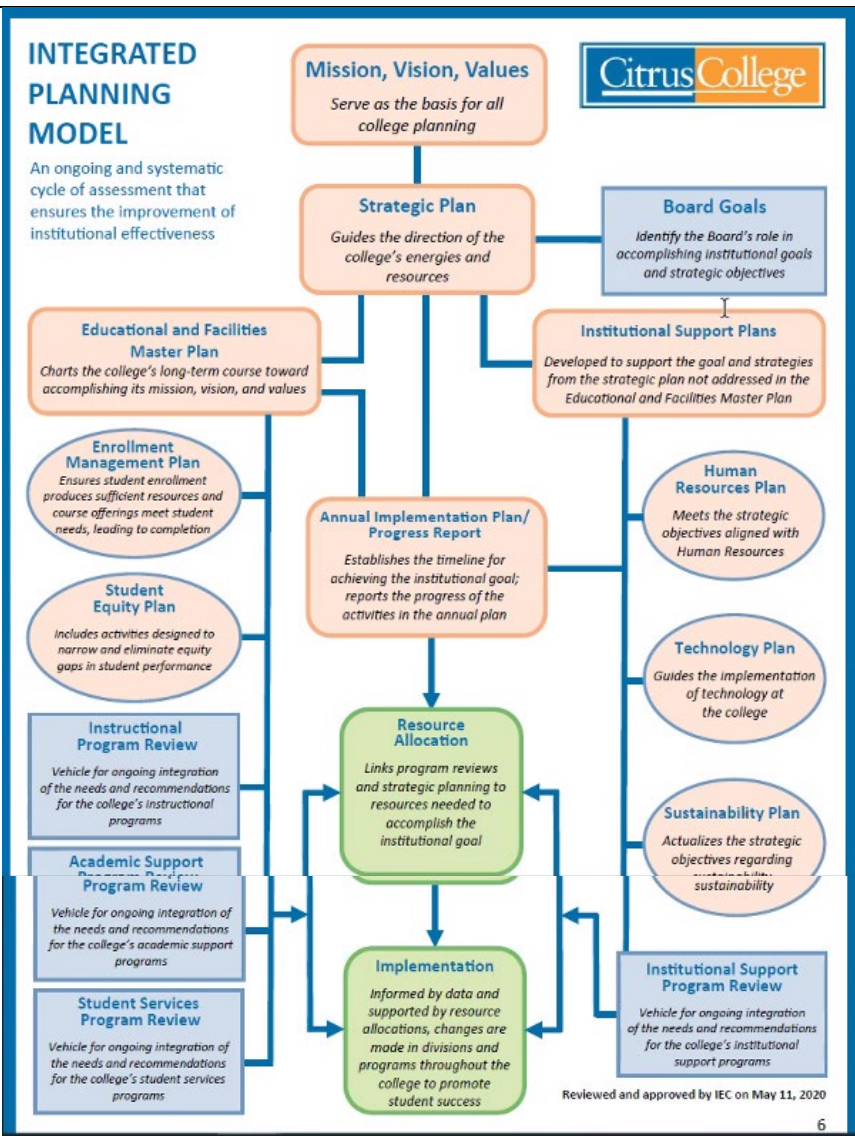 INTEGRATED
PLANNING
MODEL
An ongoing and systematic
cycle of assessment that
ensures the improvement of
institutional effectiveness
Mission, Vision, Values
Serve as the basis for all
college planning
CitrusCollege
Strategic Plan
Guides the direction of the
college's energies and
resources
Board Goals
Identify the Board's role in
accomplishing institutional goals
and strategic objectives
Educational and Facilities
Master Plan
Charts the college's long-term course toward
accomplishing its mission, vision, and values
Institutional Support Plans
Developed to support the goal and strategies
from the strategic plan not addressed in the
Educational and Facilities Master Plan
Enrollment
Management Plan
Ensures student enrollment
produces sufficient resources and
course offerings meet student
needs, leading to completion
Annual Implementation Plan/
Progress Report
Establishes the timeline for
achieving the institutional goal;
reports the progress of the
activities in the annual plan
Human
Resources Plan
Meets the strategic
objectives aligned with
Human Resources
Student
Equity Plan
Includes activities designed to
narrow and eliminate equity
gaps in student performance
Technology Plan
Guides the implementation
of technology at
the college
Instructional
Program Review
Vehicle for ongoing integration
of the needs and recommendations
for the college's instructional
programs
Resource
Allocation
Links program reviews
and strategic planning to
resources needed to
accomplish the
institutional goal
Sustainability Plan
Actualizes the strategic
objectives regarding
sustainability
sustainability
Academic Support
Program Review
Program Review
Vehicle for ongoing integration of
the needs and recommendations
for the college's academic support
programs
Implementation
Informed by data and
supported by resource
allocations, changes are
made in divisions and
programs throughout the
college to promote
student success
Institutional Support
Program Review
Vehicle for ongoing integration
of the needs and recommendations
for the college's institutional
support programs
Student Services
Program Review
Vehicle for ongoing integration of
the needs and recommendations
for the college's student services
programs
Reviewed and approved by IEC on May 11, 2020
6